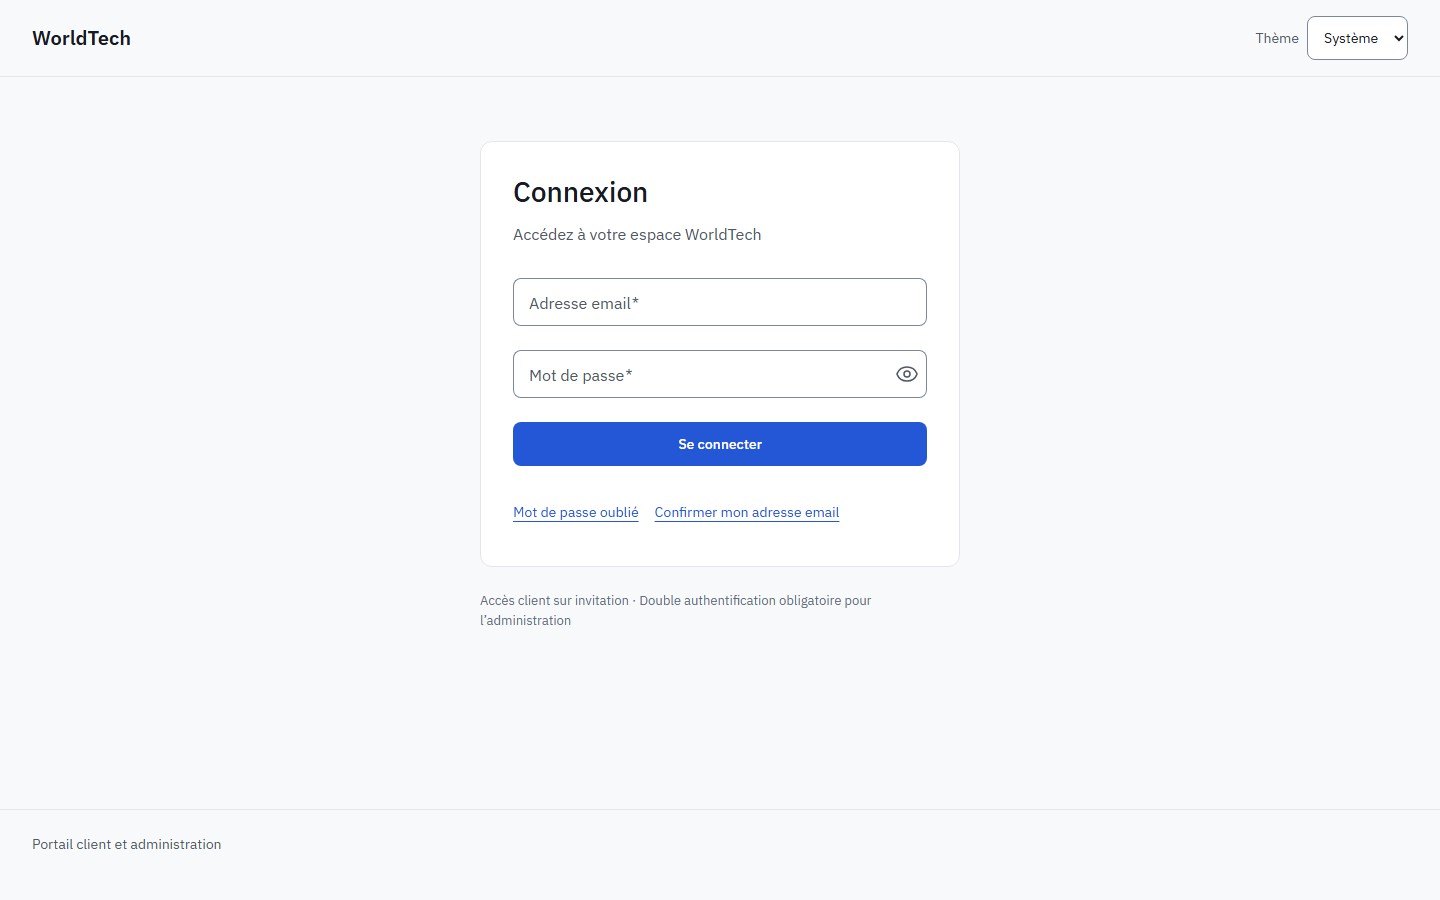 WorldTech
Thème
Système
Connexion
Accédez à votre espace WorldTech
Adresse email*
Mot de passe*
Se connecter
Mot de passe oublié
Confirmer mon adresse email
Accès client sur invitation · Double authentification obligatoire pour
l’administration
Portail client et administration